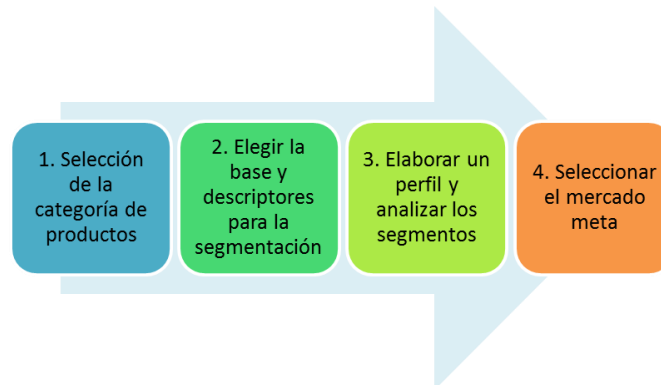 1. Selección
de la
categoría de
productos
2. Elegir la
base y
descriptores
para la
segmentación
3. Elaborar un
perfil y
analizar los
segmentos
4. Seleccionar
el mercado
meta